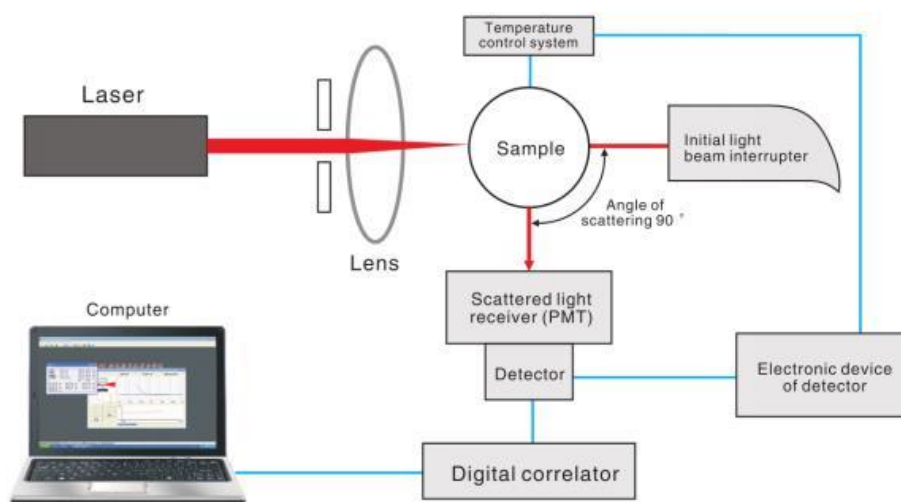 Temperature
control system
Laser
Sample
Initial light
beam interrupter
Angle of
scattering 90 °
Lens
Scattered light
receiver (PMT)
Computer
Detector
Electronic device
of detector
Digital correlator